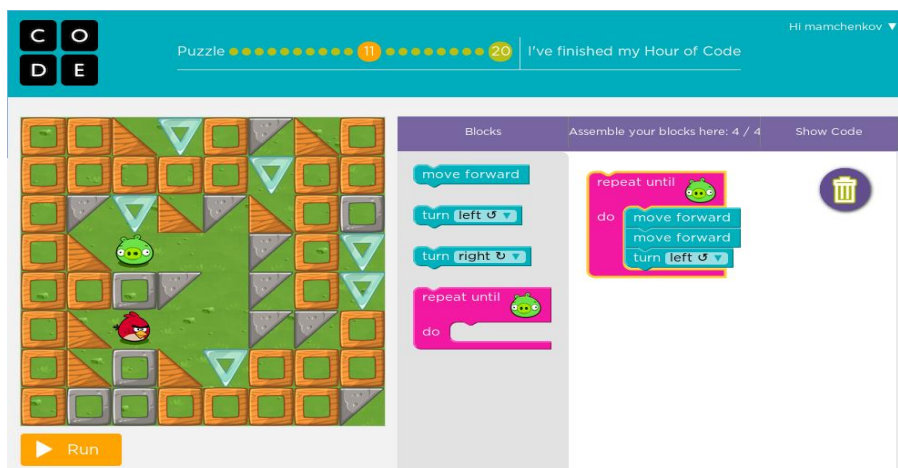 C O
D E
Puzzle 11 20 I've finished my Hour of Code
Hi mamchenkov ▼
Blocks
Assemble your blocks here: 4 / 4
Show Code
move forward
turn left ↺ ▼
turn right ↻ ▼
repeat until
do
repeat until
do move forward
move forward
turn left ↺ ▼
Run